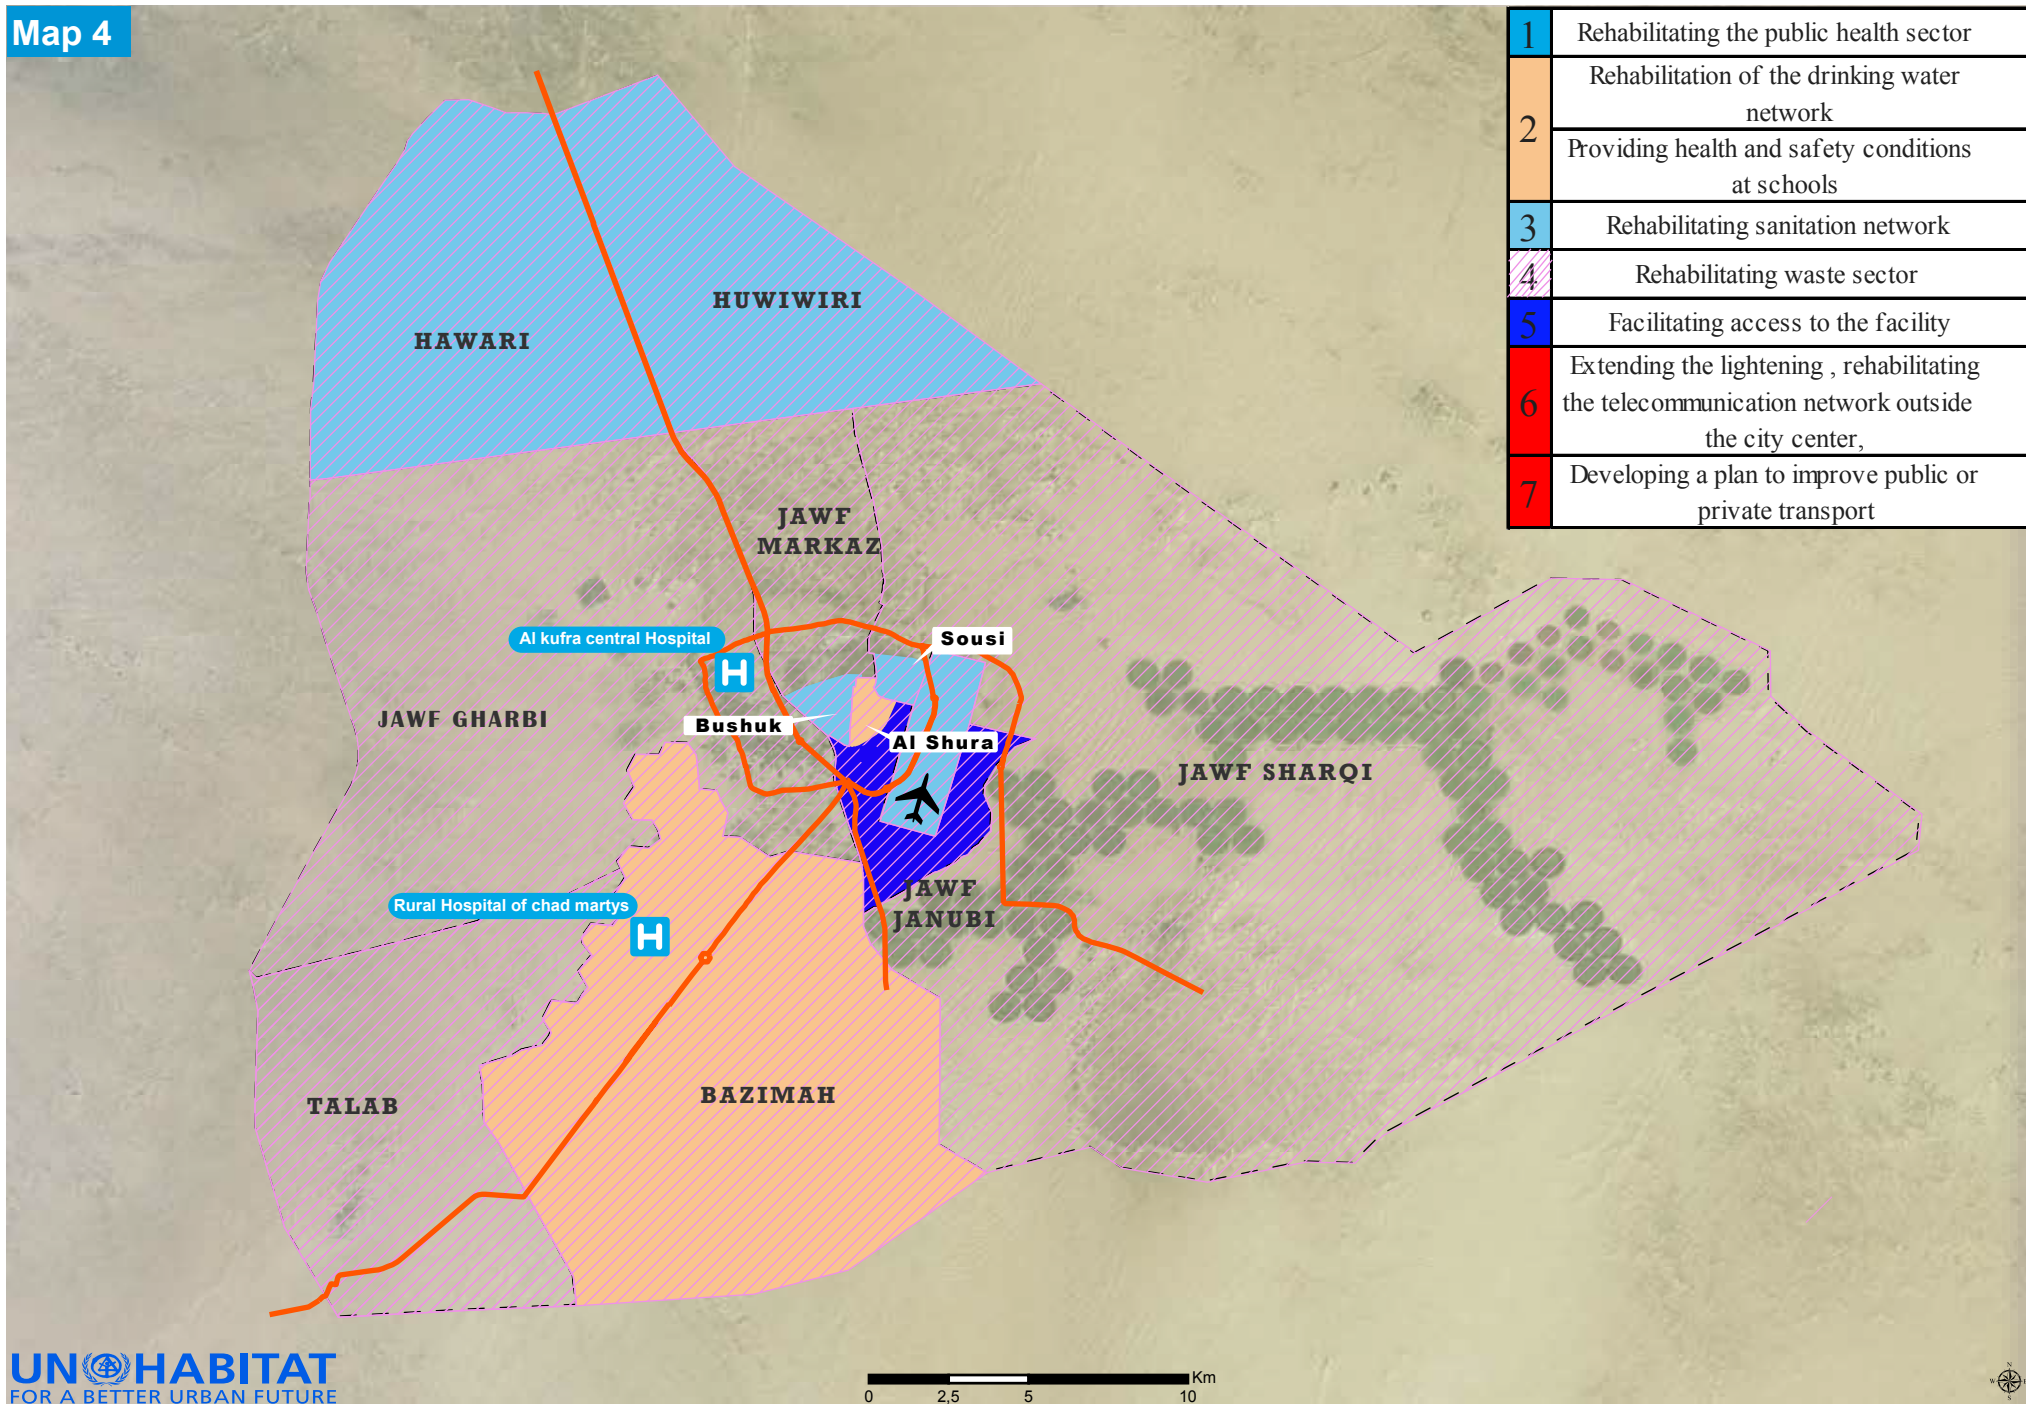 Map 4
1 Rehabilitating the public health sector
2 Rehabilitation of the drinking water
network
Providing health and safety conditions
at schools
3 Rehabilitating sanitation network
4 Rehabilitating waste sector
5 Facilitating access to the facility
6 Extending the lightening , rehabilitating
the telecommunication network outside
the city center,
7 Developing a plan to improve public or
private transport
HUWIWIRI
HAWARI
JAWF
MARKAZ
Al kufra central Hospital
H
Sousi
JAWF GHARBI
Bushuk
Al Shura
JAWF SHARQI
JAWF
JANUBI
Rural Hospital of chad martys
H
BAZIMAH
TALAB
UN HABITAT
FOR A BETTER URBAN FUTURE
Km
0 2,5 5 10
N
W
S